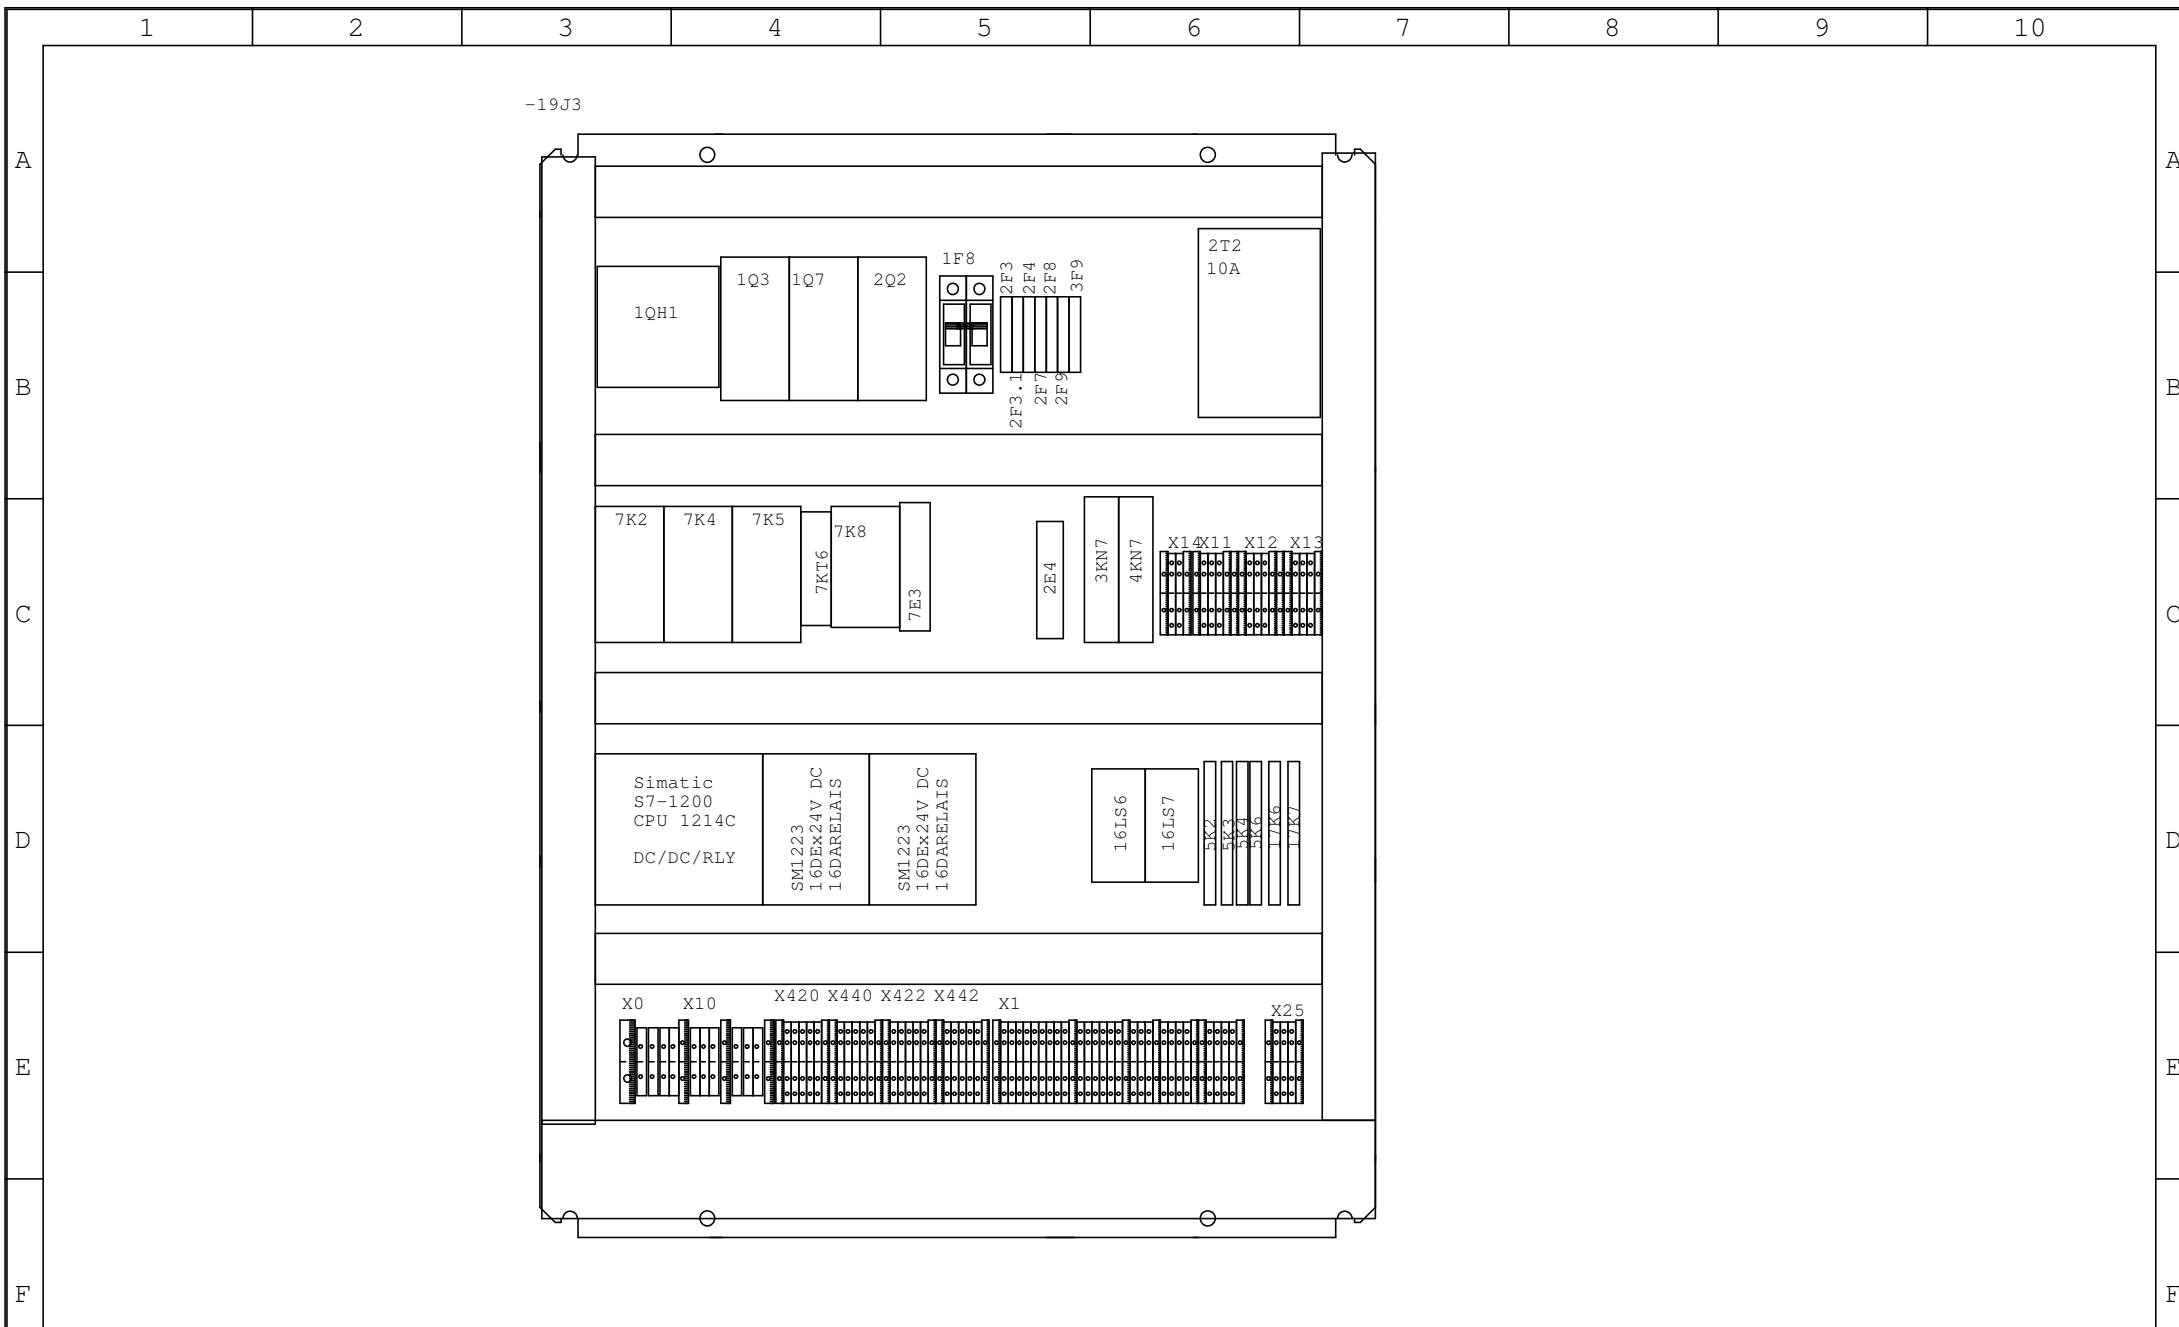 1 2 3 4 5 6 7 8 9 10
-19J3
A A
2T2
10A
1F8
2F3 2F4 2F8 3F9
1Q3 1Q7 2Q2
1QH1
2F3.1 2F7 2F9
B B
7K2 7K4 7K5 7K8
7KT6
7E3
2E4
3KN7
4KN7
X14 X11 X12 X13
C C
Simatic
S7-1200
CPU 1214C
DC/DC/RLY
SM1223
16DEx24V DC
16DARELAIS
SM1223
16DEx24V DC
16DARELAIS
16LS6
16LS7
5K2
5K3
5K4
5K6
17K6
17K7
D D
X0 X10 X420 X440 X422 X442 X1 X25
E E
F F